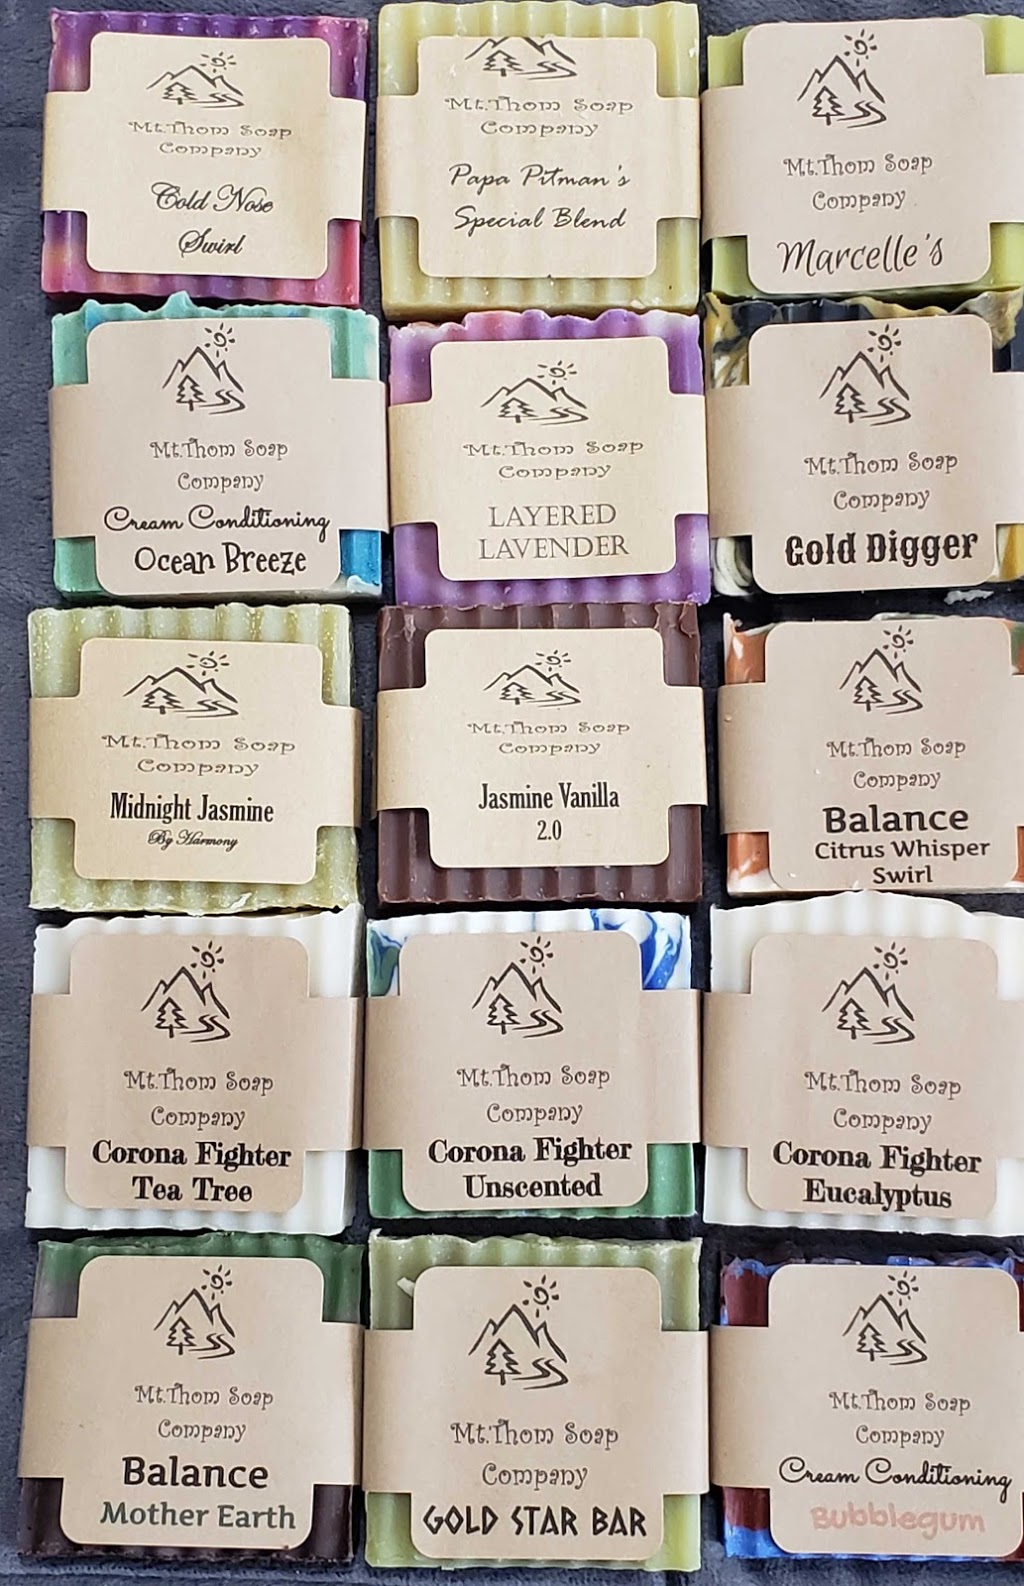 Mt.Thom Soap
Company
Cold Nose
Swirl
Mt.Thom Soap
Company
Papa Pitman's
Special Blend
Mt.Thom Soap
Company
Marcelle's
Mt.Thom Soap
Company
Cream Conditioning
Ocean Breeze
Mt.Thom Soap
Company
LAYERED
LAVENDER
Mt.Thom Soap
Company
Gold Digger
Mt.Thom Soap
Company
Midnight Jasmine
By Harmony
Mt.Thom Soap
Company
Jasmine Vanilla
2.0
Mt.Thom Soap
Company
Balance
Citrus Whisper
Swirl
Mt.Thom Soap
Company
Corona Fighter
Tea Tree
Mt.Thom Soap
Company
Corona Fighter
Unscented
Mt.Thom Soap
Company
Corona Fighter
Eucalyptus
Mt.Thom Soap
Company
Balance
Mother Earth
Mt.Thom Soap
Company
GOLD STAR BAR
Mt.Thom Soap
Company
Cream Conditioning
Bubblegum